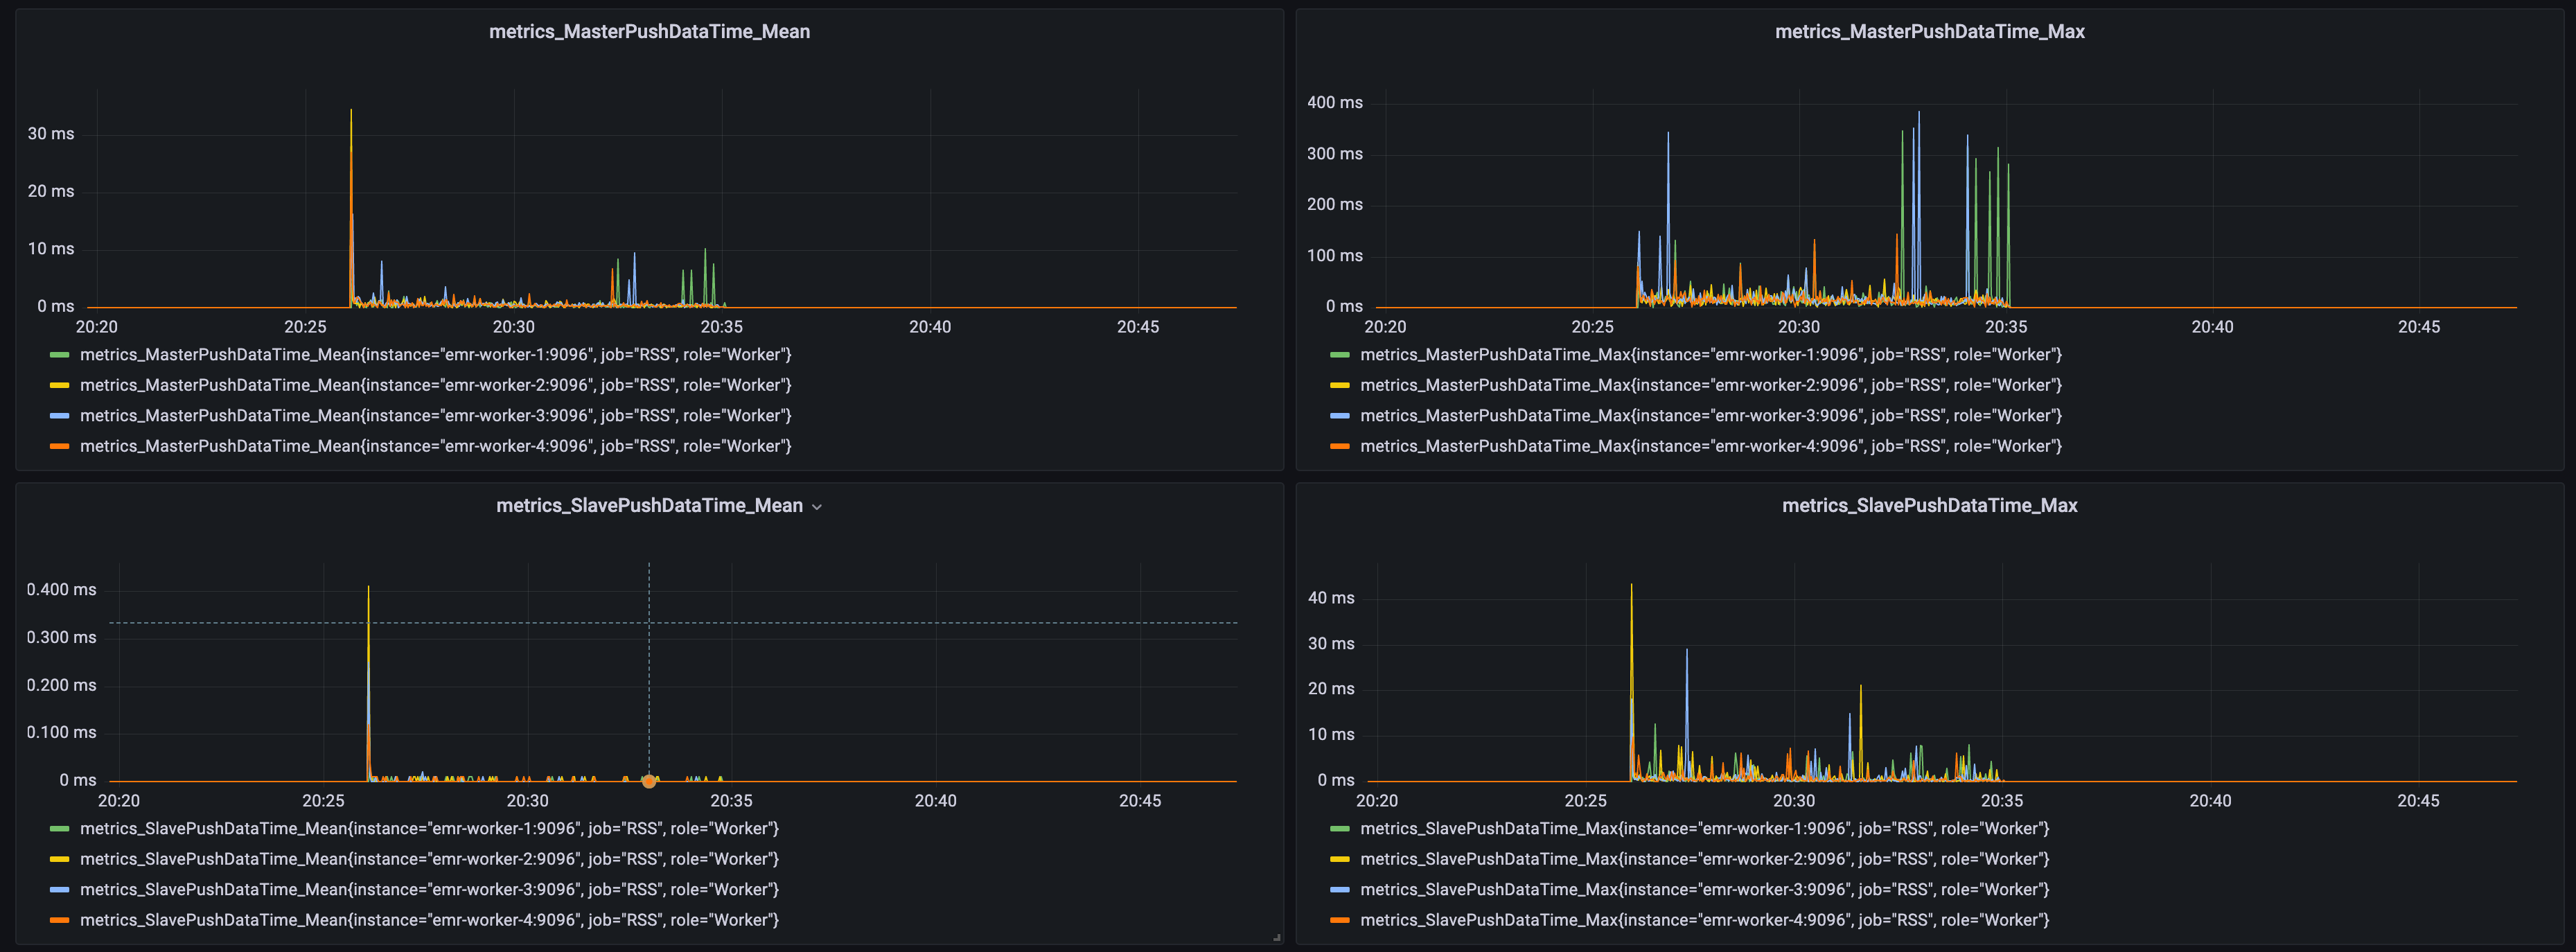 metrics_MasterPushDataTime_Mean
30 ms
20 ms
10 ms
0 ms
20:20 20:25 20:30 20:35 20:40 20:45
metrics_MasterPushDataTime_Mean{instance="emr-worker-1:9096", job="RSS", role="Worker"}
metrics_MasterPushDataTime_Mean{instance="emr-worker-2:9096", job="RSS", role="Worker"}
metrics_MasterPushDataTime_Mean{instance="emr-worker-3:9096", job="RSS", role="Worker"}
metrics_MasterPushDataTime_Mean{instance="emr-worker-4:9096", job="RSS", role="Worker"}
metrics_MasterPushDataTime_Max
400 ms
300 ms
200 ms
100 ms
0 ms
20:20 20:25 20:30 20:35 20:40 20:45
metrics_MasterPushDataTime_Max{instance="emr-worker-1:9096", job="RSS", role="Worker"}
metrics_MasterPushDataTime_Max{instance="emr-worker-2:9096", job="RSS", role="Worker"}
metrics_MasterPushDataTime_Max{instance="emr-worker-3:9096", job="RSS", role="Worker"}
metrics_MasterPushDataTime_Max{instance="emr-worker-4:9096", job="RSS", role="Worker"}
metrics_SlavePushDataTime_Mean
0.400 ms
0.300 ms
0.200 ms
0.100 ms
0 ms
20:20 20:25 20:30 20:35 20:40 20:45
metrics_SlavePushDataTime_Mean{instance="emr-worker-1:9096", job="RSS", role="Worker"}
metrics_SlavePushDataTime_Mean{instance="emr-worker-2:9096", job="RSS", role="Worker"}
metrics_SlavePushDataTime_Mean{instance="emr-worker-3:9096", job="RSS", role="Worker"}
metrics_SlavePushDataTime_Mean{instance="emr-worker-4:9096", job="RSS", role="Worker"}
metrics_SlavePushDataTime_Max
40 ms
30 ms
20 ms
10 ms
0 ms
20:20 20:25 20:30 20:35 20:40 20:45
metrics_SlavePushDataTime_Max{instance="emr-worker-1:9096", job="RSS", role="Worker"}
metrics_SlavePushDataTime_Max{instance="emr-worker-2:9096", job="RSS", role="Worker"}
metrics_SlavePushDataTime_Max{instance="emr-worker-3:9096", job="RSS", role="Worker"}
metrics_SlavePushDataTime_Max{instance="emr-worker-4:9096", job="RSS", role="Worker"}